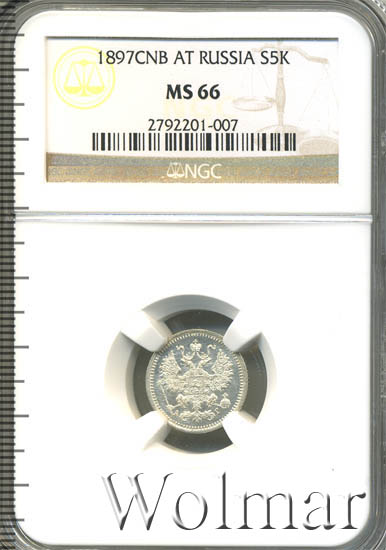 1897CNB AT RUSSIA S5K
MS 66
2792201-007
NGC
Wolmar